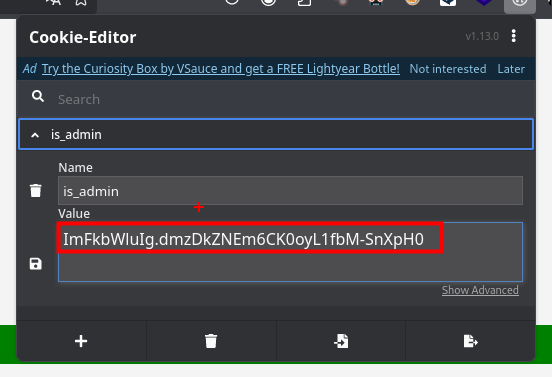 Cookie-Editor
v1.13.0
Ad Try the Curiosity Box by VSauce and get a FREE Lightyear Bottle! Not interested Later
Search
is_admin
Name
is_admin
Value
ImFkbWluIg.dmzDkZNEm6CK0oyL1fbM-SnXpH0
Show Advanced